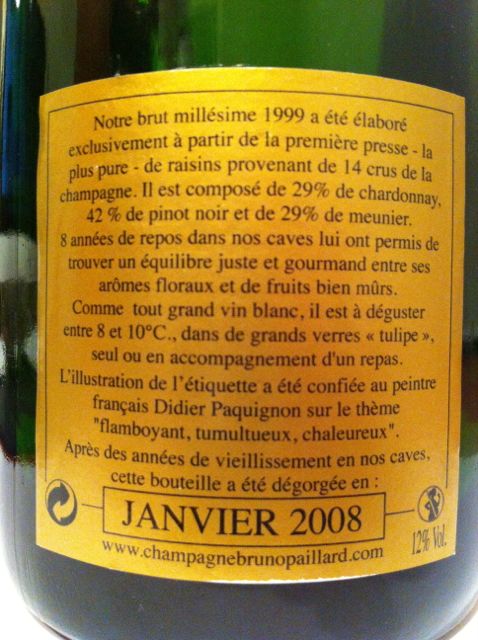 Notre brut millésime 1999 a été élaboré
exclusivement à partir de la première presse - la
plus pure - de raisins provenant de 14 crus de la
champagne. Il est composé de 29% de chardonnay,
42 % de pinot noir et de 29% de meunier.
8 années de repos dans nos caves lui ont permis de
trouver un équilibre juste et gourmand entre ses
arômes floraux et de fruits bien mûrs.
Comme tout grand vin blanc, il est à déguster
entre 8 et 10°C., dans de grands verres « tulipe »,
seul ou en accompagnement d'un repas.
L'illustration de l'étiquette a été confiée au peintre
français Didier Paquignon sur le thème
"flamboyant, tumultueux, chaleureux".
Après des années de vieillissement en nos caves,
cette bouteille a été dégorgée en :
JANVIER 2008
www.champagnebrunopaillard.com
12% Vol.